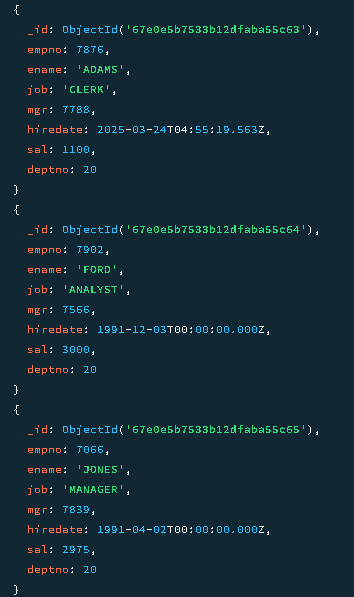 {
_id: ObjectId('67e0e5b7533b12dfaba55c63'),
empno: 7876,
ename: 'ADAMS',
job: 'CLERK',
mgr: 7788,
hiredate: 2025-03-24T04:55:19.563Z,
sal: 1100,
deptno: 20
}
{
_id: ObjectId('67e0e5b7533b12dfaba55c64'),
empno: 7902,
ename: 'FORD',
job: 'ANALYST',
mgr: 7566,
hiredate: 1991-12-03T00:00:00.000Z,
sal: 3000,
deptno: 20
}
{
_id: ObjectId('67e0e5b7533b12dfaba55c65'),
empno: 7066,
ename: 'JONES',
job: 'MANAGER',
mgr: 7839,
hiredate: 1991-04-02T00:00:00.000Z,
sal: 2975,
deptno: 20
}